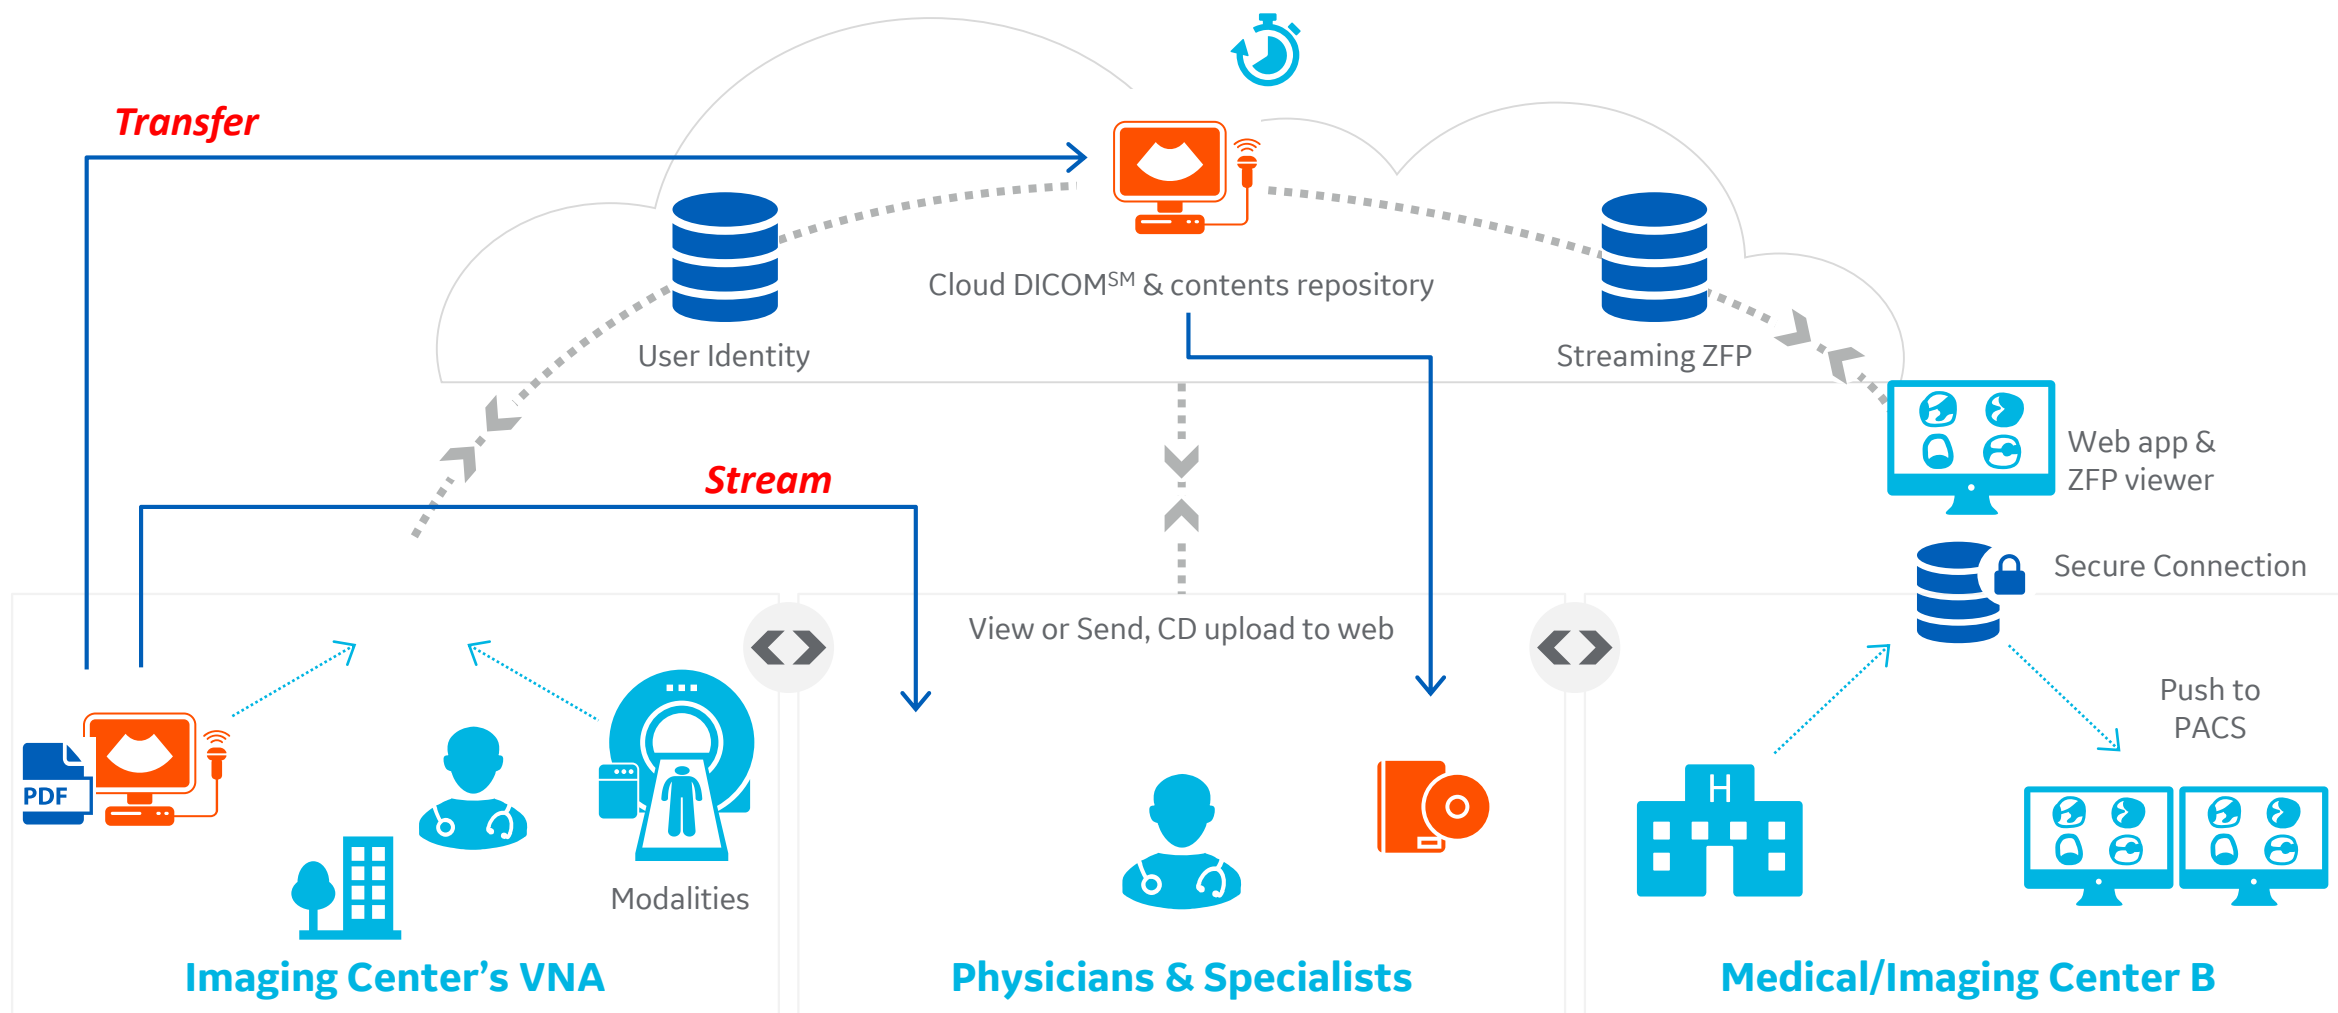 Transfer
Cloud DICOMSM & contents repository
User Identity
Streaming ZFP
Web app &
ZFP viewer
Stream
Secure Connection
View or Send, CD upload to web
Push to
PACS
PDF
H
Modalities
Imaging Center’s VNA
Physicians & Specialists
Medical/Imaging Center B